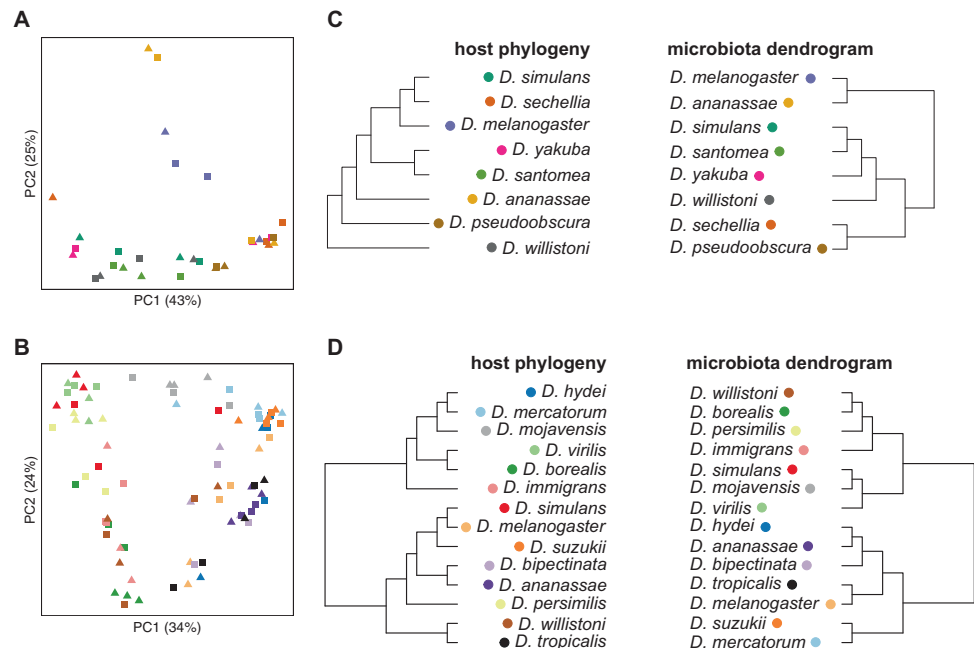 A
PC2 (25%)
PC1 (43%)
C
host phylogeny
D. simulans
D. sechellia
D. melanogaster
D. yakuba
D. santomea
D. ananassae
D. pseudoobscura
D. willistoni
microbiota dendrogram
D. melanogaster
D. ananassae
D. simulans
D. santomea
D. yakuba
D. willistoni
D. sechellia
D. pseudoobscura
B
PC2 (24%)
PC1 (34%)
D
host phylogeny
D. hydei
D. mercatorum
D. mojavensis
D. virilis
D. borealis
D. immigrans
D. simulans
D. melanogaster
D. suzukii
D. bipectinata
D. ananassae
D. persimilis
D. willistoni
D. tropicalis
microbiota dendrogram
D. willistoni
D. borealis
D. persimilis
D. immigrans
D. simulans
D. mojavensis
D. virilis
D. hydei
D. ananassae
D. bipectinata
D. tropicalis
D. melanogaster
D. suzukii
D. mercatorum